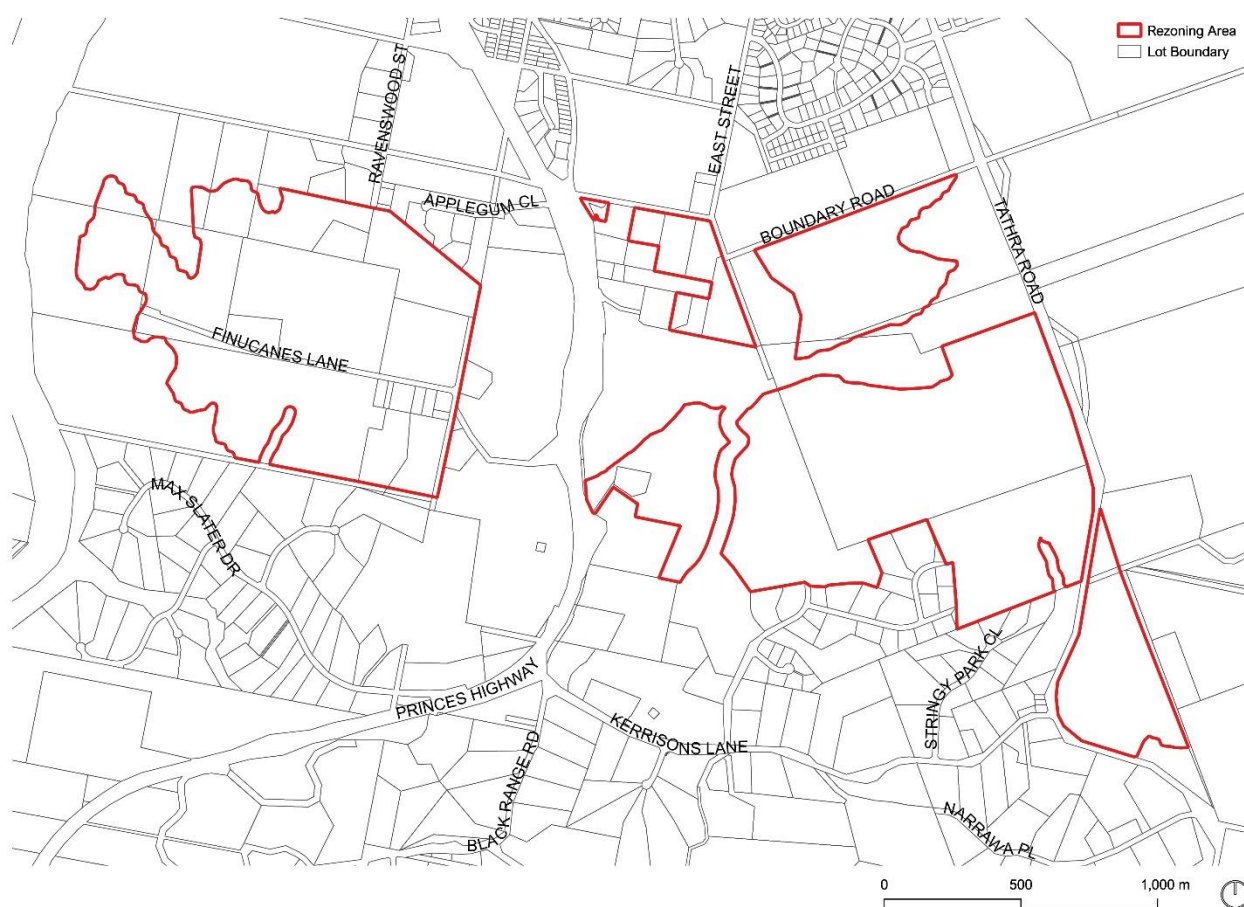 Rezoning Area
Lot Boundary
RAVENSWOOD ST
EAST STREET
APPLEGUM CL
BOUNDARY ROAD
TATHRA ROAD
FINUCANES LANE
MAX SLATER DR
PRINCES HIGHWAY
STRINGY PARK CL
KERRISONS LANE
BLACK RANGE RD
NARRAWA PL
0 500 1,000 m